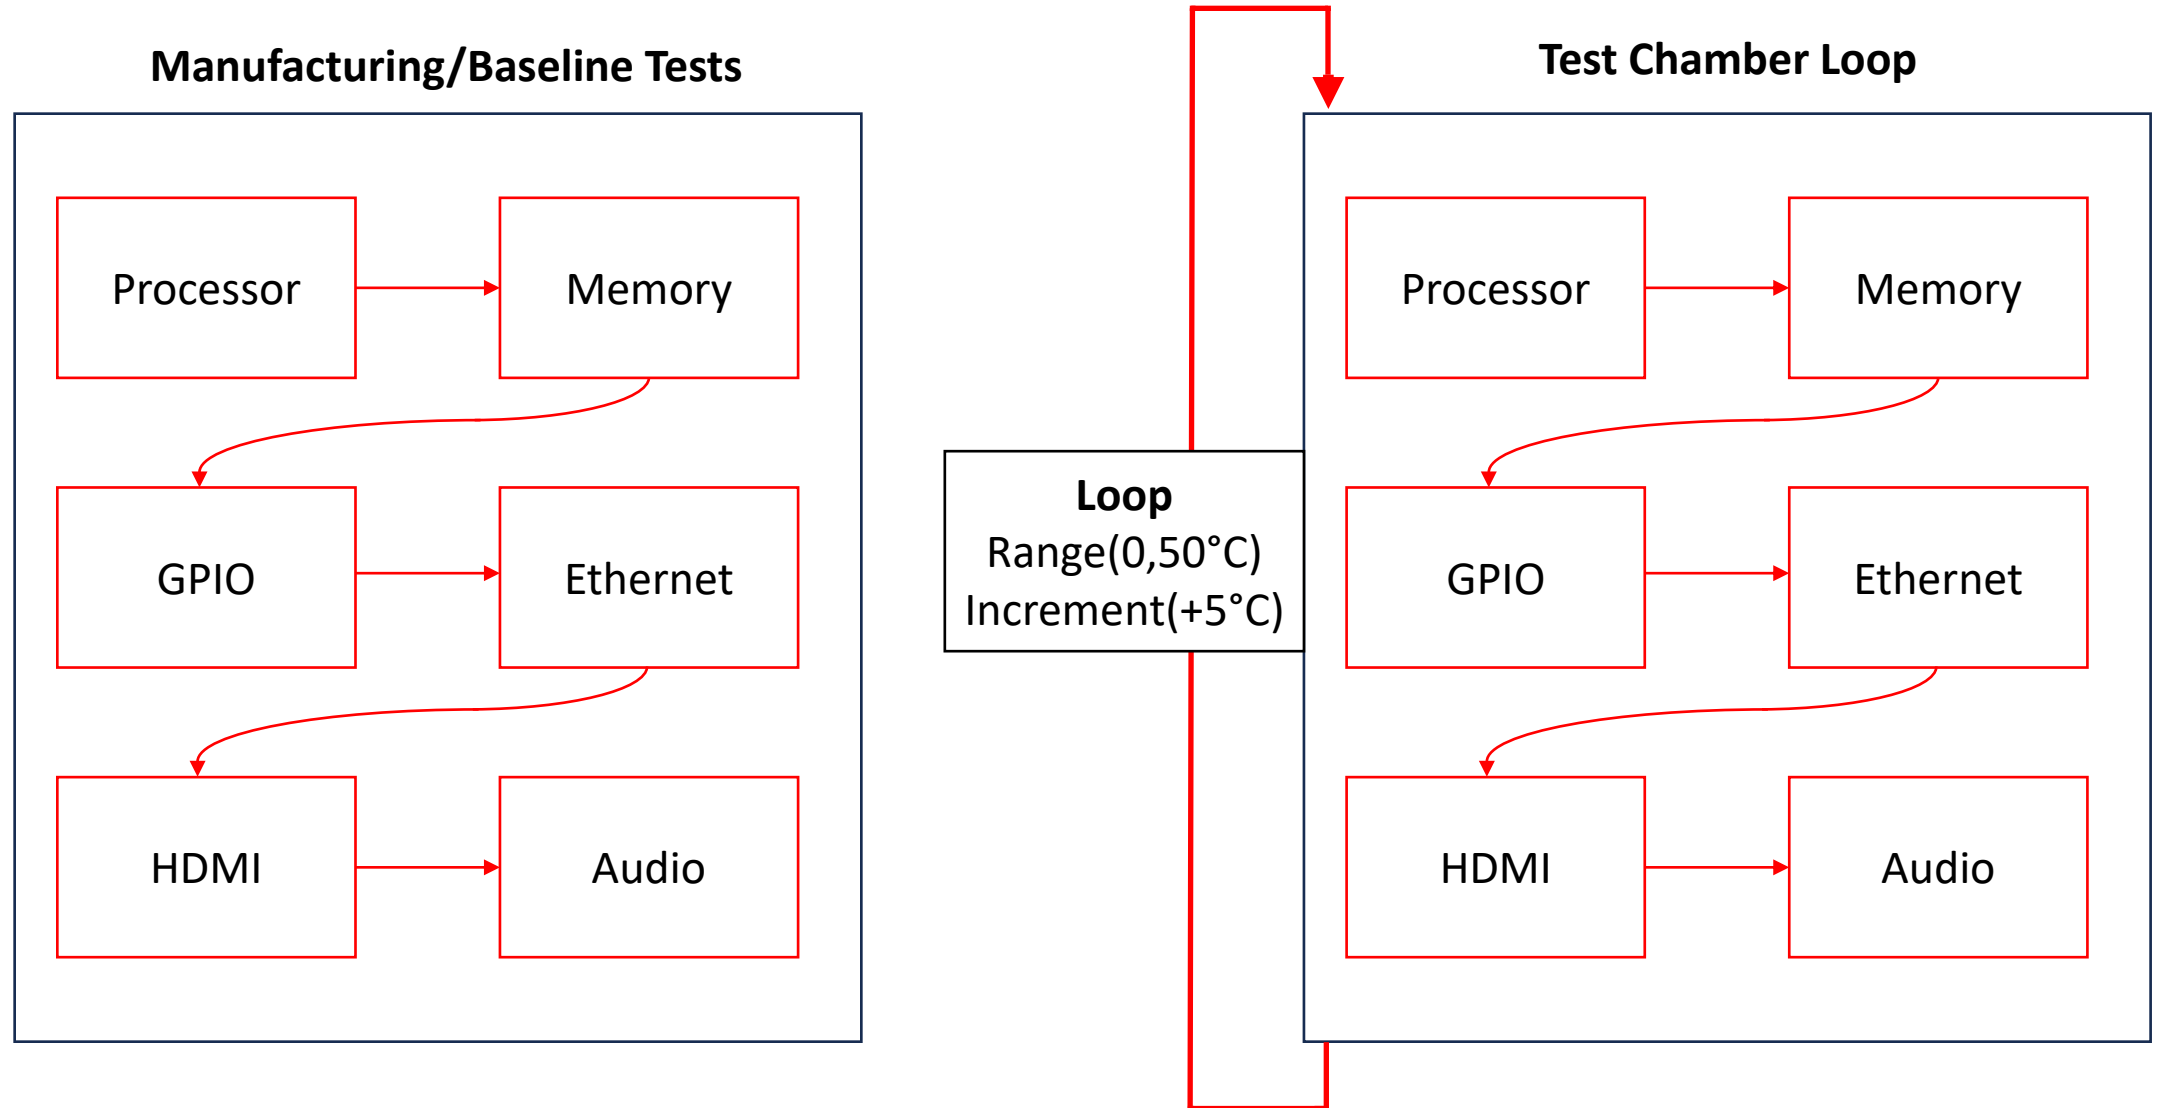 Manufacturing/Baseline Tests
Processor
Memory
GPIO
Ethernet
HDMI
Audio
Loop
Range(0,50°C)
Increment(+5°C)
Test Chamber Loop
Processor
Memory
GPIO
Ethernet
HDMI
Audio